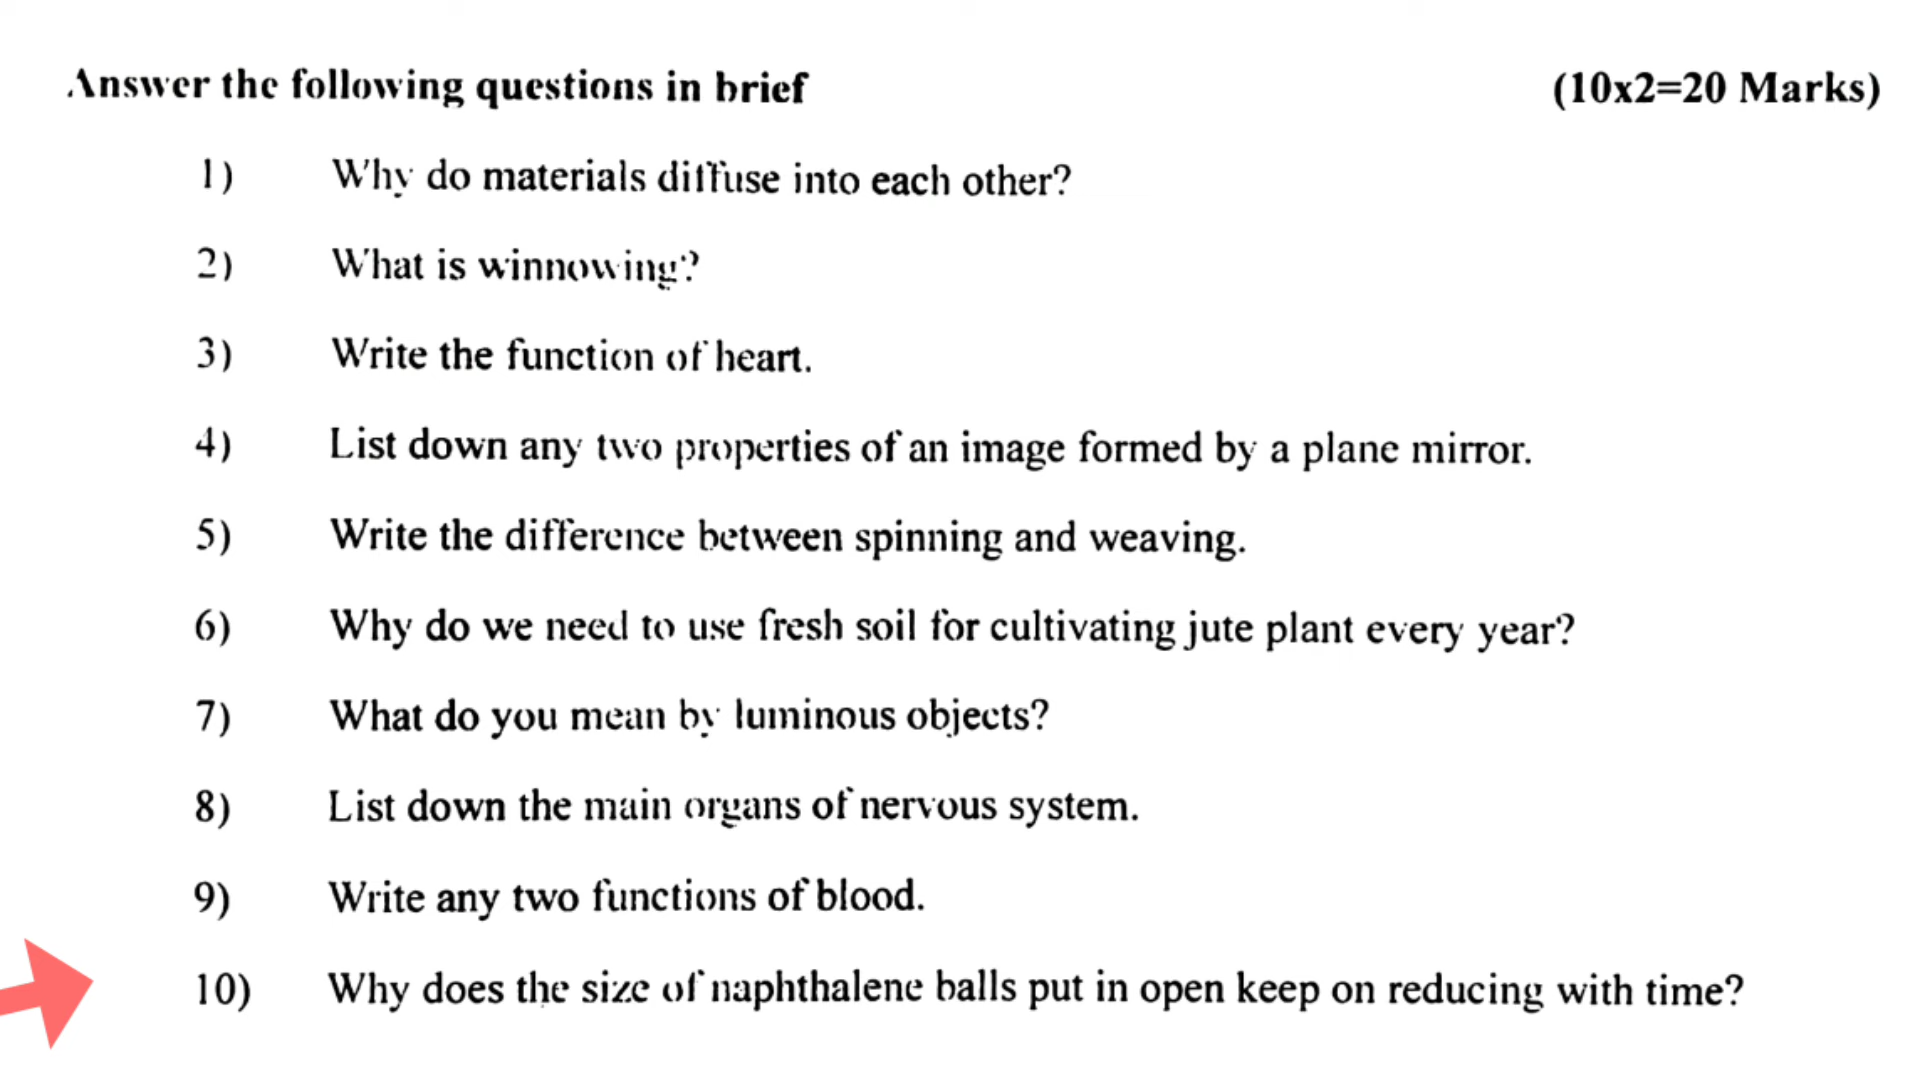 Answer the following questions in brief (10x2=20 Marks)
1) Why do materials diffuse into each other?
2) What is winnowing?
3) Write the function of heart.
4) List down any two properties of an image formed by a plane mirror.
5) Write the difference between spinning and weaving.
6) Why do we need to use fresh soil for cultivating jute plant every year?
7) What do you mean by luminous objects?
8) List down the main organs of nervous system.
9) Write any two functions of blood.
10) Why does the size of naphthalene balls put in open keep on reducing with time?